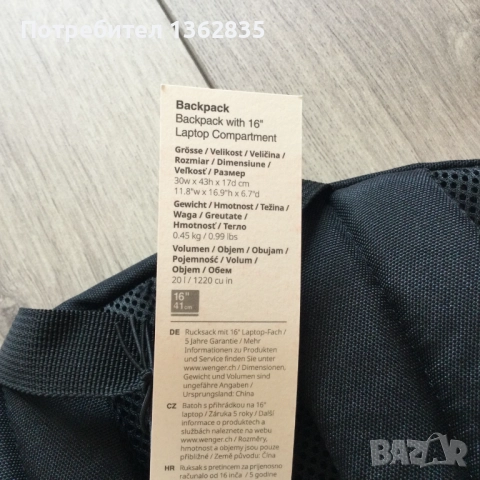 Потребител 1362835
Backpack
Backpack with 16"
Laptop Compartment
Grösse / Velikost / Veličina /
Rozmiar / Dimensiune /
Veľkosť / Размер
30w x 43h x 17d cm
11.8"w x 16.9"h x 6.7"d
Gewicht / Hmotnost / Težina /
Waga / Greutate /
Hmotnosť / Тегло
0.45 kg / 0.99 lbs
Volumen / Objem / Obujam /
Pojemność / Volum /
Objem / Обем
20 l / 1220 cu in
16"
41 cm
DE Rucksack mit 16" Laptop-Fach /
5 Jahre Garantie / Mehr
Informationen zu Produkten
und Service finden Sie unter
www.wenger.ch / Dimensionen,
Gewicht und Volumen sind
ungefähre Angaben /
Ursprungsland: China
CZ Batoh s přihrádkou na 16"
laptop / Záruka 5 roky / Další
informace o produktech a
službách naleznete na webu
www.wenger.ch / Rozměry,
hmotnost a objemy jsou pouze
přibližné / Země původu: Čína
HR Ruksak s pretincem za prijenosno
računalo od 16 inča / 5 godine
BAZAR